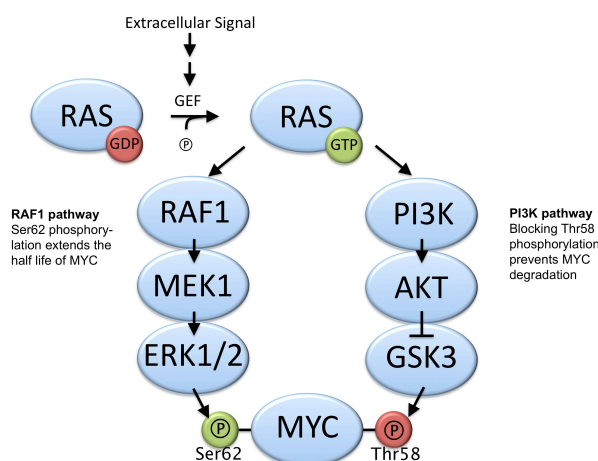 Extracellular Signal
GEF
RAS
GDP
P
RAS
GTP
RAF1 pathway
Ser62 phosphory-
lation extends the
half life of MYC
RAF1
PI3K
PI3K pathway
Blocking Thr58
phosphorylation
prevents MYC
degradation
MEK1
AKT
ERK1/2
GSK3
P
MYC
P
Ser62
Thr58